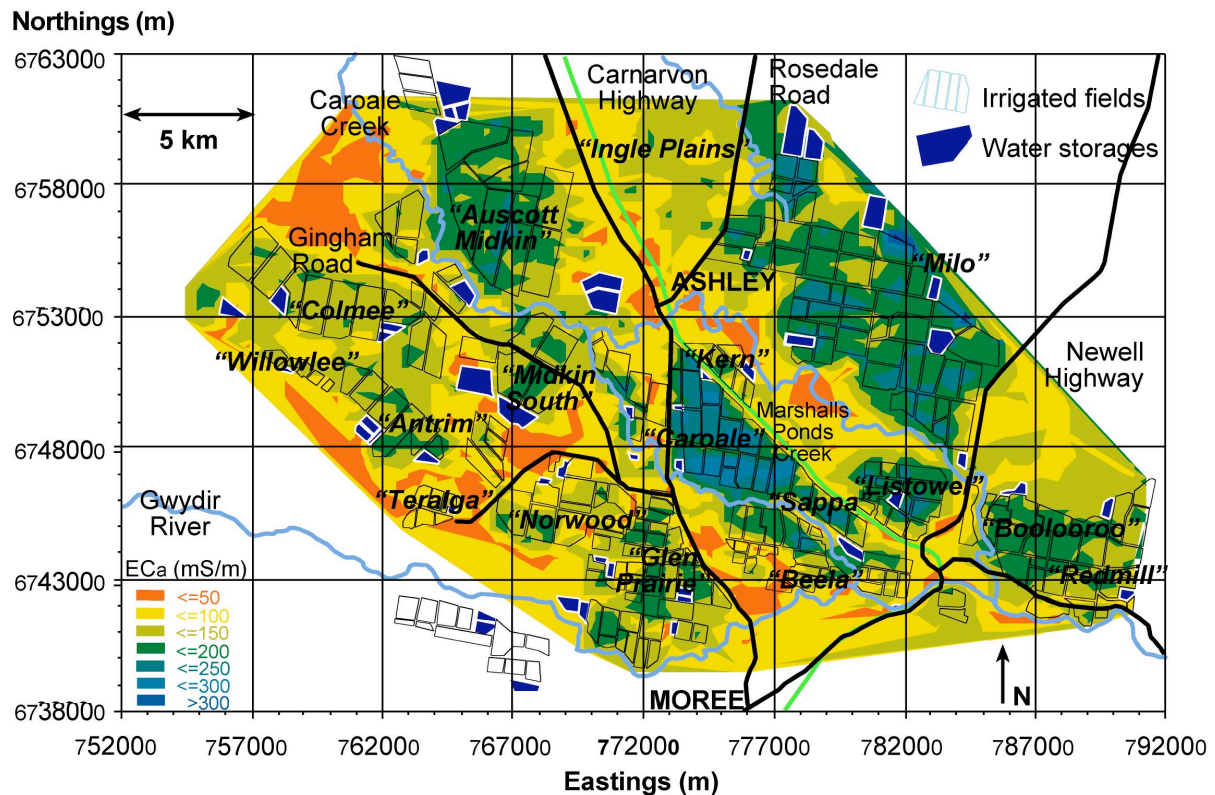 Northings (m)
6763000
6758000
6753000
6748000
6743000
6738000
5 km
Caroale
Creek
Carnarvon
Highway
Rosedale
Road
Irrigated fields
Water storages
“Ingle Plains”
“Auscott
Midkin”
Gingham
Road
“Milo”
ASHLEY
“Colmee”
“Willowlee”
“Kern”
Newell
Highway
“Midkin
South”
Marshalls
Ponds
Creek
“Antrim”
“Caroale”
“Teralga”
“Sappa”
“Listowel”
Gwydir
River
“Norwood”
“Boolooroo”
“Glen
Prairie”
“Beela”
“Redmill”
ECa (mS/m)
<=50
<=100
<=150
<=200
<=250
<=300
>300
MOREE
N
752000 757000 762000 767000 772000 777000 782000 787000 792000
Eastings (m)